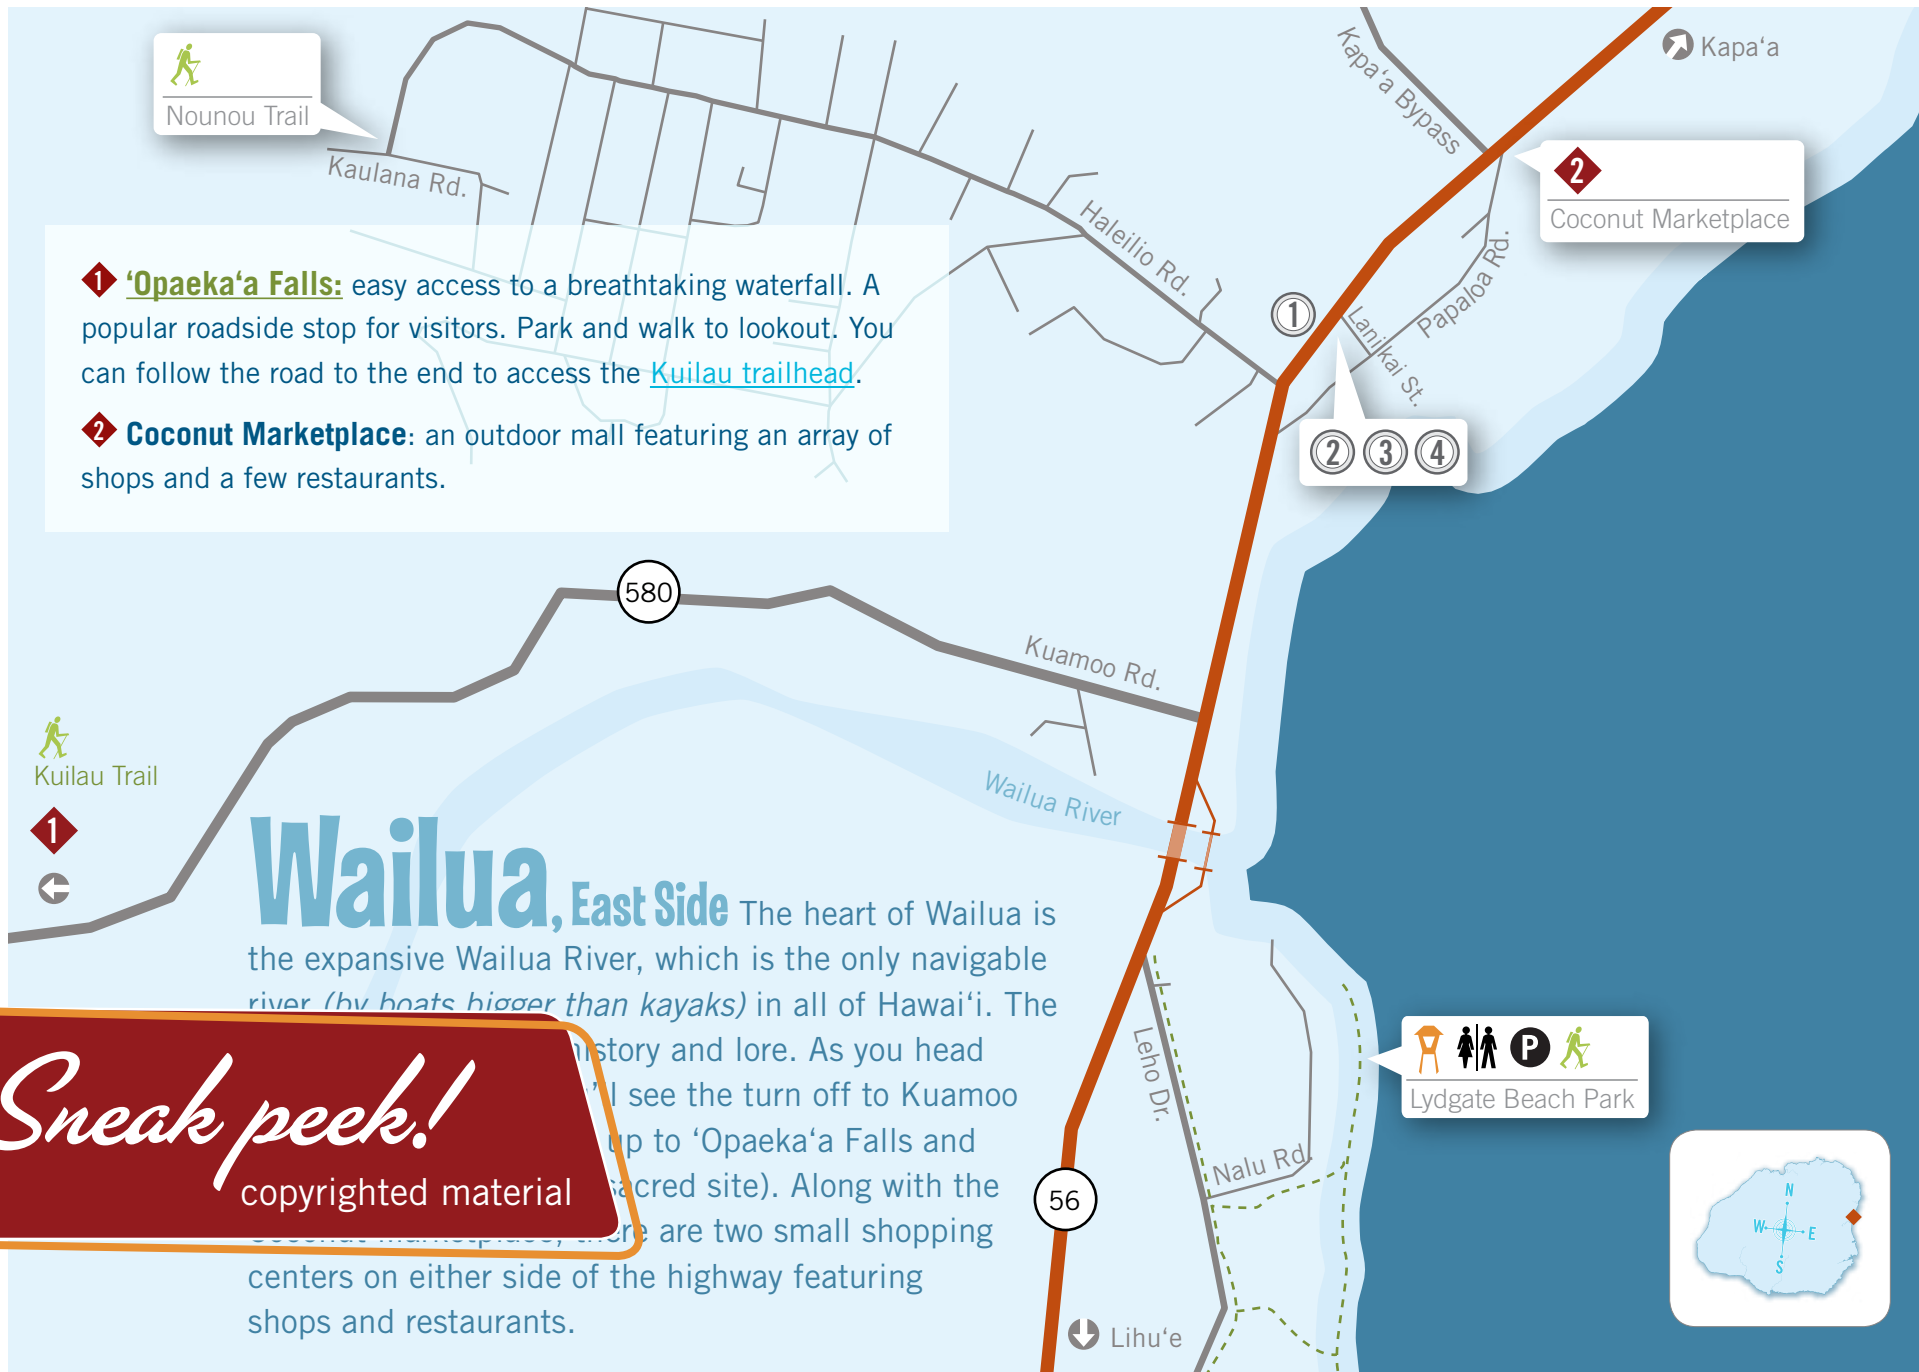 Nounou Trail
Kaulana Rd.
Kapa‘a Bypass
Kapa‘a
2
Coconut Marketplace
Haleilio Rd.
Papaloa Rd.
Lanikai St.
1
2 3 4
1 ‘Opaeka‘a Falls: easy access to a breathtaking waterfall. A
popular roadside stop for visitors. Park and walk to lookout. You
can follow the road to the end to access the Kuilau trailhead.
2 Coconut Marketplace: an outdoor mall featuring an array of
shops and a few restaurants.
580
Kuamoo Rd.
Kuilau Trail
1
Wailua River
Wailua, East Side The heart of Wailua is
the expansive Wailua River, which is the only navigable
river (by boats bigger than kayaks) in all of Hawai‘i. The
history and lore. As you head
’ll see the turn off to Kuamoo
up to ‘Opaeka‘a Falls and
sacred site). Along with the
Coconut Marketplace, there are two small shopping
centers on either side of the highway featuring
shops and restaurants.
Sneak peek!
copyrighted material
Leho Dr.
Nalu Rd.
56
Lihu‘e
P
Lydgate Beach Park
N
W E
S